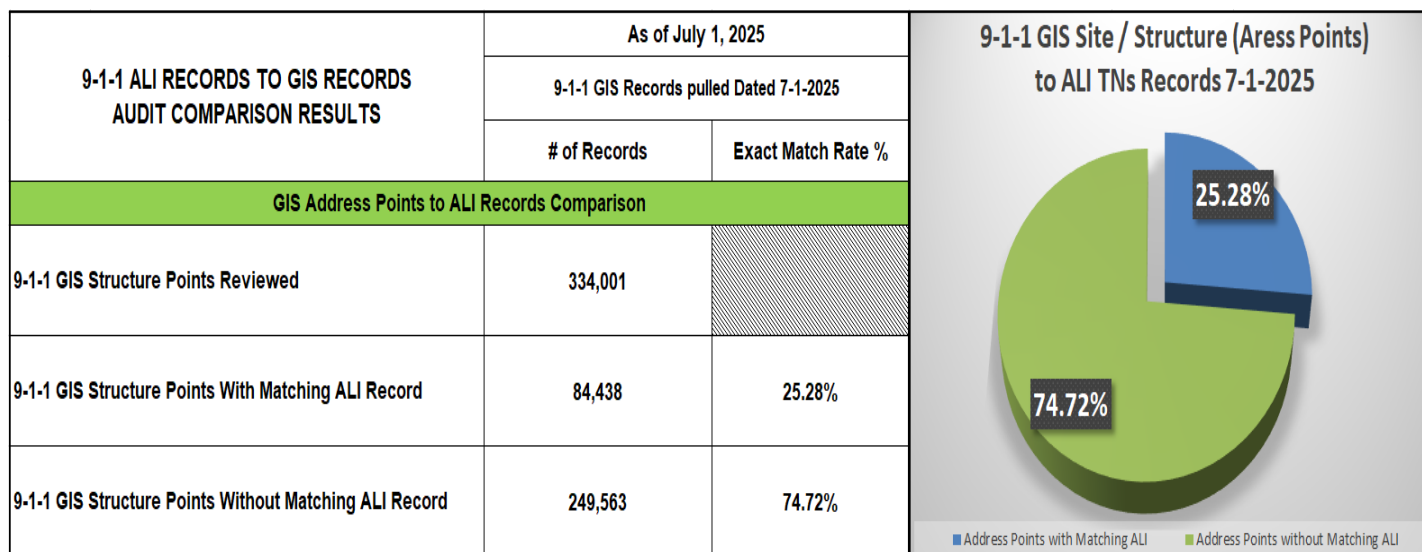 9-1-1 ALI RECORDS TO GIS RECORDS
AUDIT COMPARISON RESULTS
As of July 1, 2025
9-1-1 GIS Records pulled Dated 7-1-2025
# of Records
Exact Match Rate %
GIS Address Points to ALI Records Comparison
9-1-1 GIS Structure Points Reviewed
334,001
9-1-1 GIS Structure Points With Matching ALI Record
84,438
25.28%
9-1-1 GIS Structure Points Without Matching ALI Record
249,563
74.72%
9-1-1 GIS Site / Structure (Aress Points)
to ALI TNs Records 7-1-2025
25.28%
74.72%
Address Points with Matching ALI
Address Points without Matching ALI